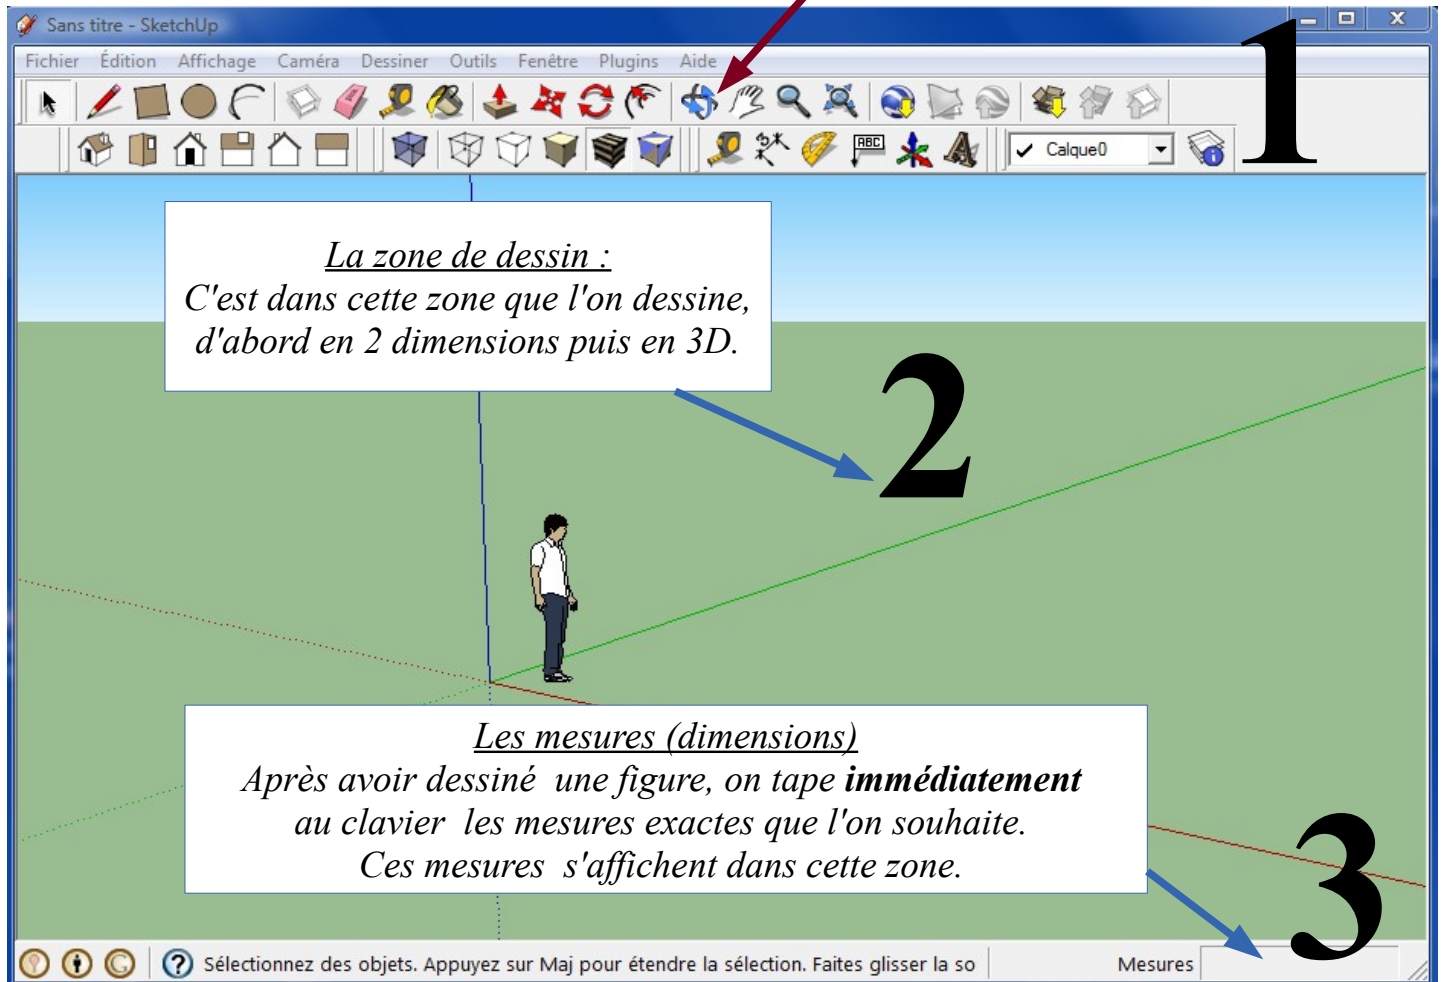 Sans titre - SketchUp
1
Fichier Édition Affichage Caméra Dessiner Outils Fenêtre Plugins Aide
ABC
Calque0
La zone de dessin :
C'est dans cette zone que l'on dessine,
d'abord en 2 dimensions puis en 3D.
2
Les mesures (dimensions)
Après avoir dessiné une figure, on tape immédiatement
au clavier les mesures exactes que l'on souhaite.
Ces mesures s'affichent dans cette zone.
3
Sélectionnez des objets. Appuyez sur Maj pour étendre la sélection. Faites glisser la so
Mesures